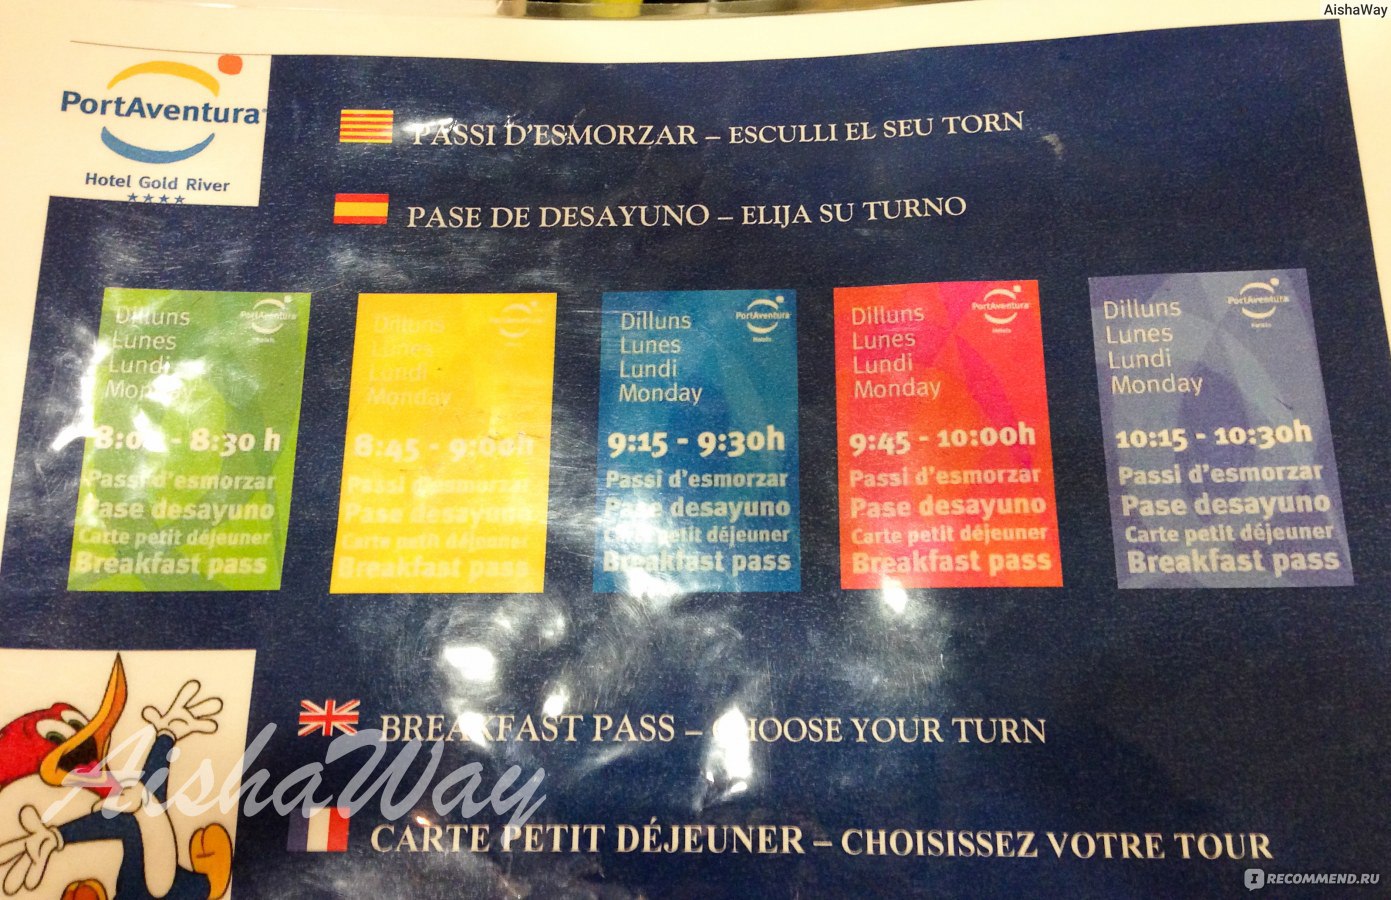 AishaWay
PortAventura
Hotel Gold River
PASSI D'ESMORZAR – ESCULLI EL SEU TORN
PASE DE DESAYUNO – ELIJA SU TURNO
Dilluns
Lunes
Lundi
Monday
PortAventura
Hotels
8:00 - 8:30 h
Passi d'esmorzar
Pase desayuno
Carte petit déjeuner
Breakfast pass
Dilluns
Lunes
Lundi
Monday
8:45 - 9:00h
Passi d'esmorzar
Pase desayuno
Carte petit déjeuner
Breakfast pass
Dilluns
Lunes
Lundi
Monday
PortAventura
Hotels
9:15 - 9:30h
Passi d'esmorzar
Pase desayuno
Carte petit déjeuner
Breakfast pass
Dilluns
Lunes
Lundi
Monday
PortAventura
Hotels
9:45 - 10:00h
Passi d'esmorzar
Pase desayuno
Carte petit déjeuner
Breakfast pass
Dilluns
Lunes
Lundi
Monday
PortAventura
Hotels
10:15 - 10:30h
Passi d'esmorzar
Pase desayuno
Carte petit déjeuner
Breakfast pass
BREAKFAST PASS – CHOOSE YOUR TURN
AishaWay
CARTE PETIT DÉJEUNER – CHOISISSEZ VOTRE TOUR
IRECOMMEND.RU